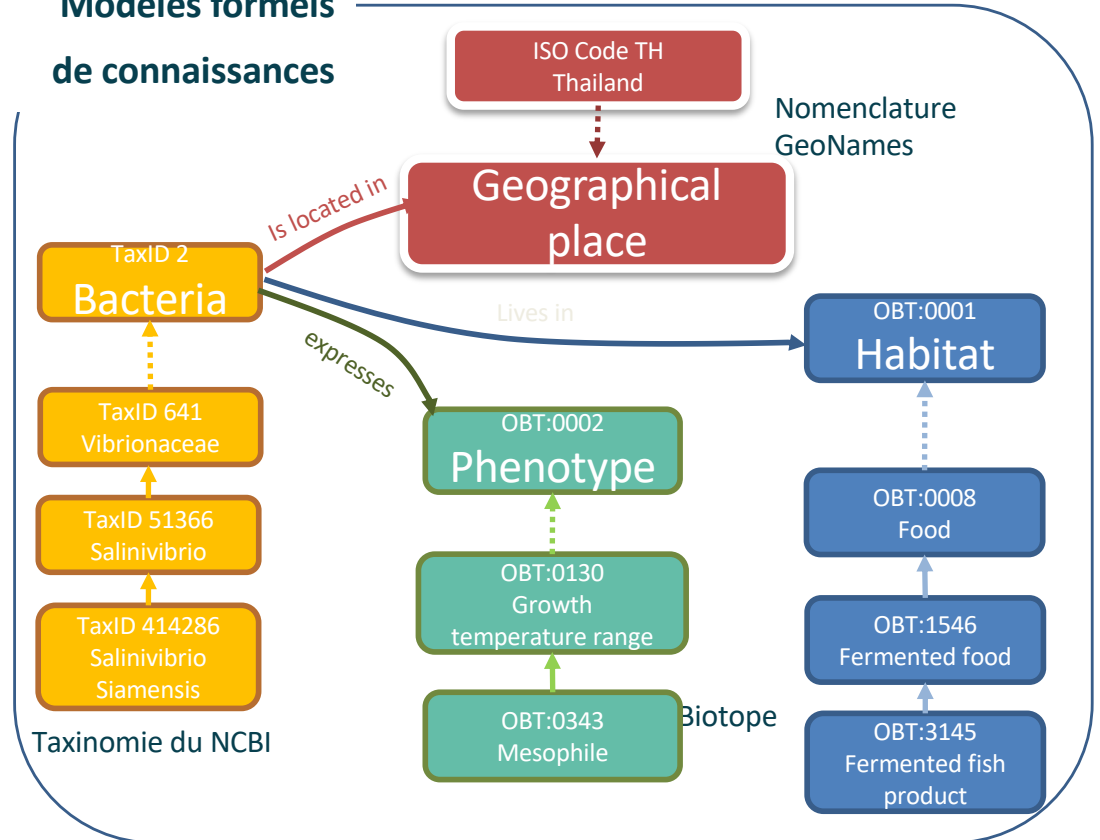 Modèles formels
de connaissances
ISO Code TH
Thailand
Nomenclature
GeoNames
Geographical
place
Is located in
TaxID 2
Bacteria
Lives in
expresses
OBT:0001
Habitat
TaxID 641
Vibrionaceae
OBT:0002
Phenotype
TaxID 51366
Salinivibrio
OBT:0008
Food
OBT:0130
Growth
temperature range
TaxID 414286
Salinivibrio
Siamensis
OBT:1546
Fermented food
OBT:0343
Mesophile
Biotope
OBT:3145
Fermented fish
product
Taxinomie du NCBI